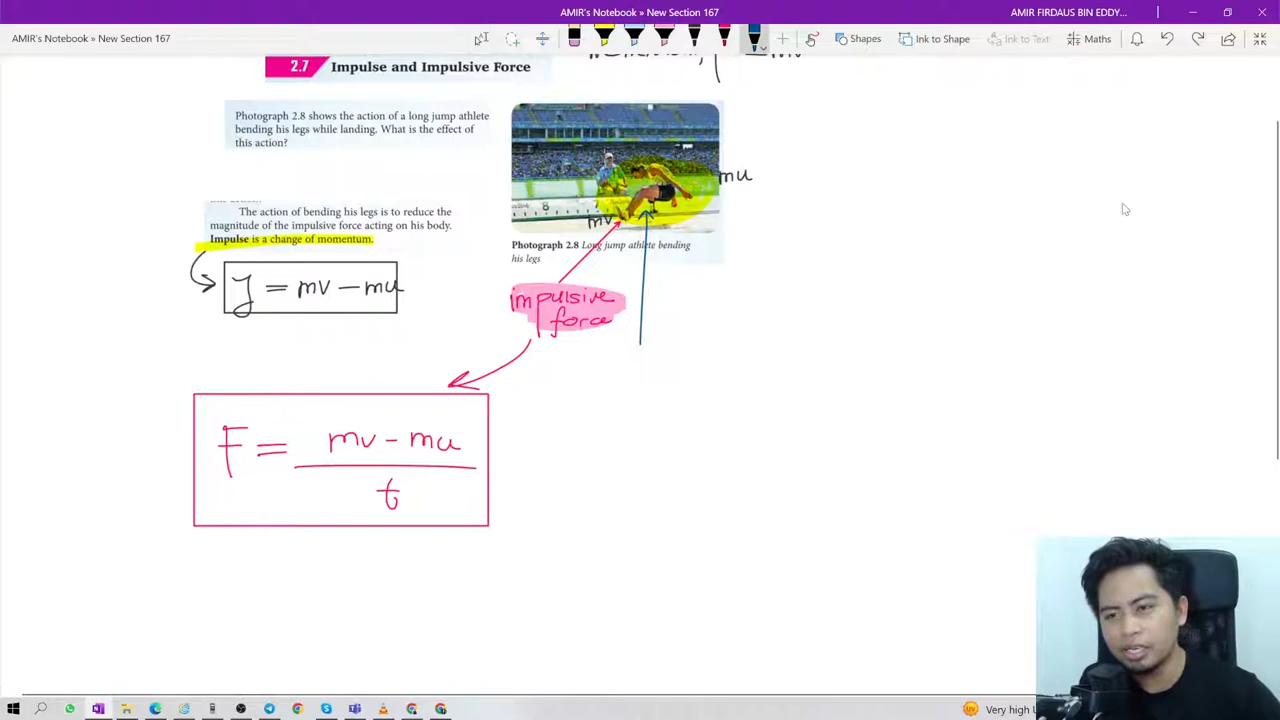 AMIR's Notebook » New Section 167
AMIR FIRDAUS BIN EDDY...
AMIR's Notebook » New Section 167
Shapes
Ink to Shape
Ink to Text
Maths
2.7 Impulse and Impulsive Force
Photograph 2.8 shows the action of a long jump athlete
bending his legs while landing. What is the effect of
this action?
mu
8
mv
The action of bending his legs is to reduce the
magnitude of the impulsive force acting on his body.
Impulse is a change of momentum.
Photograph 2.8 Long jump athlete bending
his legs
J = mv - mu
impulsive
force
F = mv - mu
t
Very high U